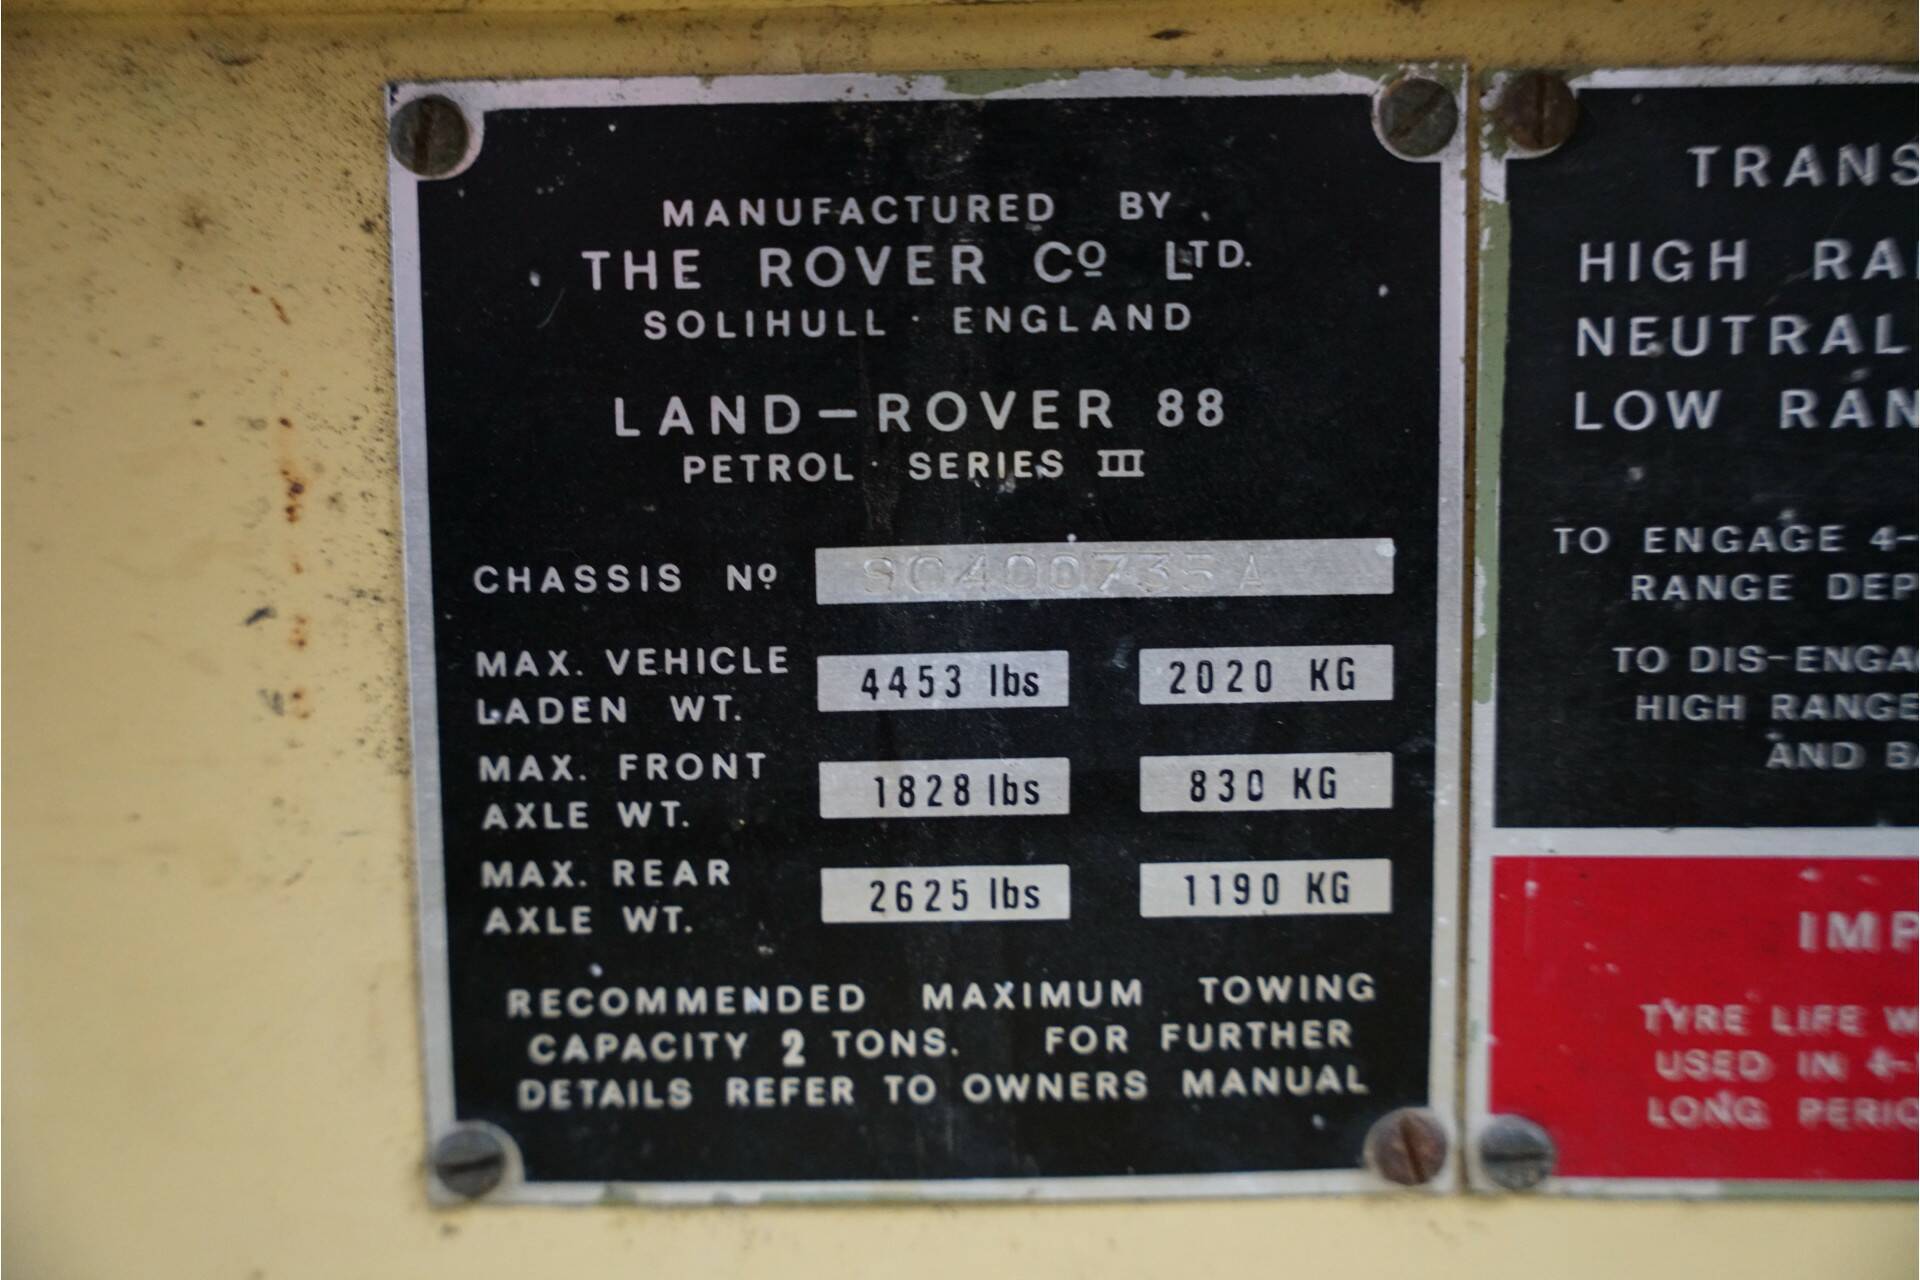 MANUFACTURED BY
THE ROVER Cº LTD.
SOLIHULL · ENGLAND
LAND-ROVER 88
PETROL · SERIES III
CHASSIS Nº 90400735A
MAX. VEHICLE
LADEN WT. 4453 lbs 2020 KG
MAX. FRONT
AXLE WT. 1828 lbs 830 KG
MAX. REAR
AXLE WT. 2625 lbs 1190 KG
RECOMMENDED MAXIMUM TOWING
CAPACITY 2 TONS. FOR FURTHER
DETAILS REFER TO OWNERS MANUAL
TRANS
HIGH RA
NEUTRAL
LOW RAN
TO ENGAGE 4-
RANGE DEP
TO DIS-ENGA
HIGH RANGE
AND BA
IMP
TYRE LIFE W
USED IN 4-
LONG PERIO